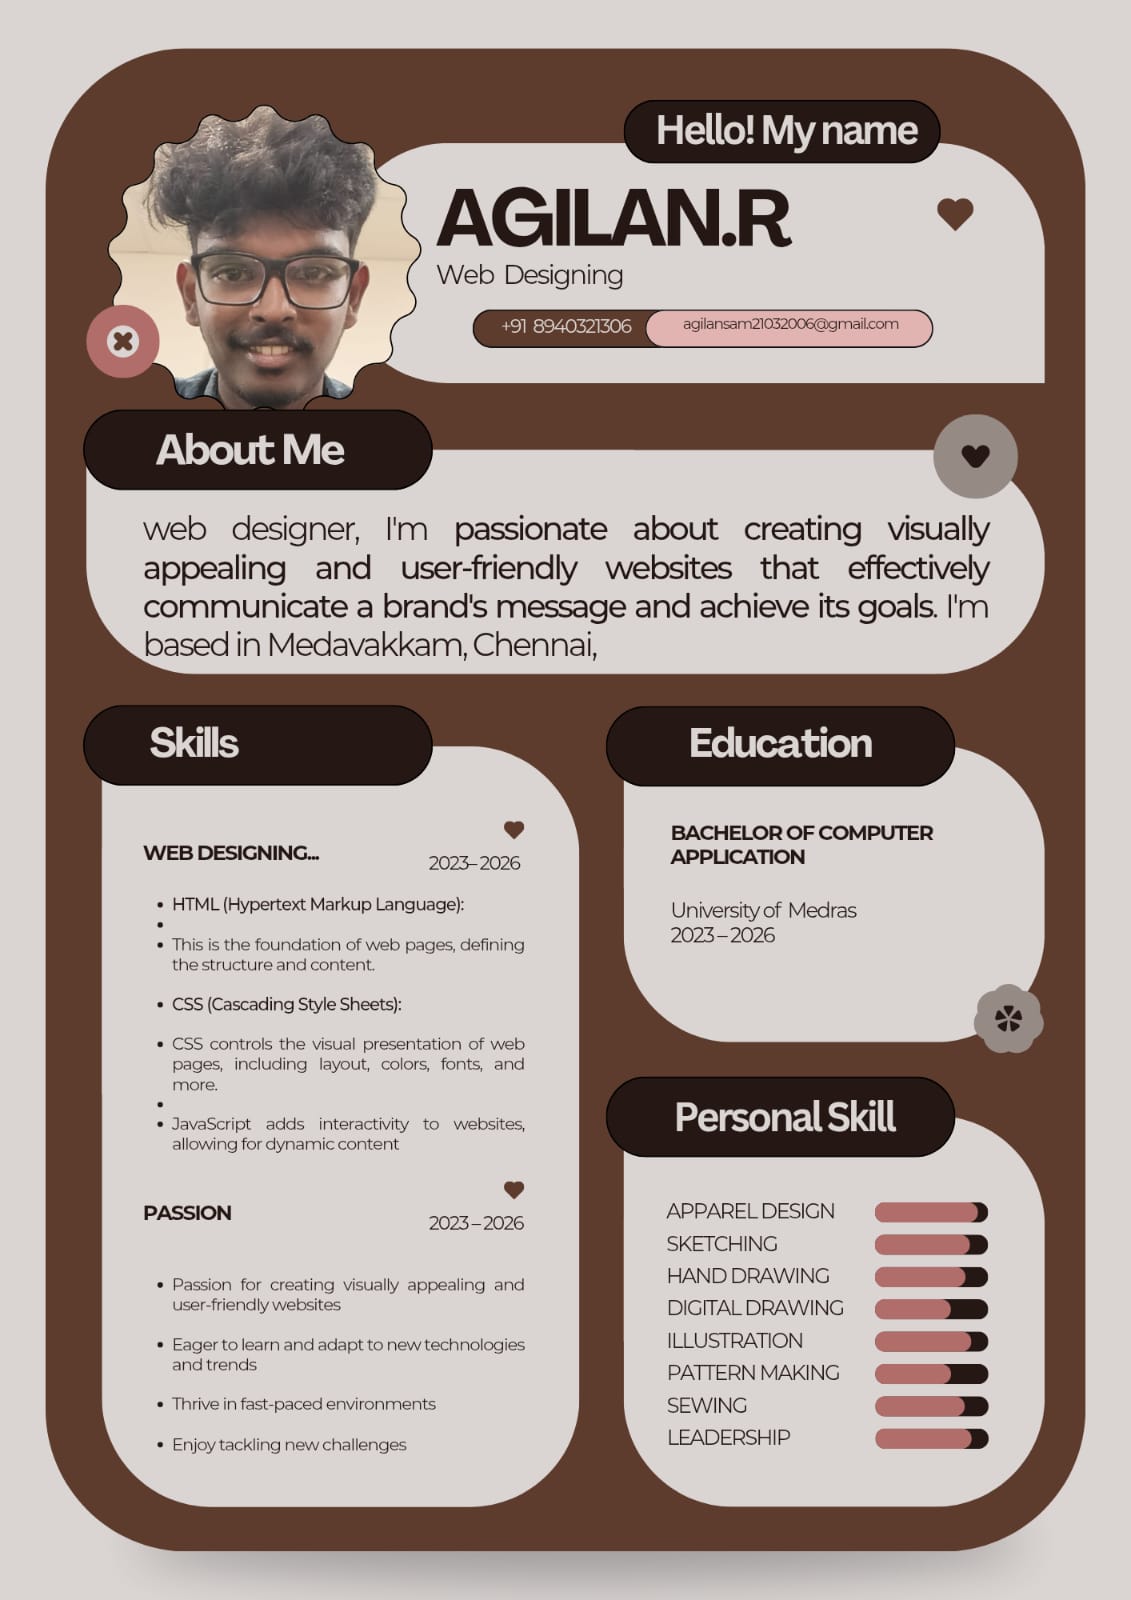 Hello! My name
AGILAN.R
Web Designing
+91 8940321306
agilansam21032006@gmail.com
About Me
web designer, I'm passionate about creating visually
appealing and user-friendly websites that effectively
communicate a brand's message and achieve its goals. I'm
based in Medavakkam, Chennai,
Skills
WEB DESIGNING...
2023–2026
HTML (Hypertext Markup Language):
This is the foundation of web pages, defining
the structure and content.
CSS (Cascading Style Sheets):
CSS controls the visual presentation of web
pages, including layout, colors, fonts, and
more.
JavaScript adds interactivity to websites,
allowing for dynamic content
PASSION
2023–2026
Passion for creating visually appealing and
user-friendly websites
Eager to learn and adapt to new technologies
and trends
Thrive in fast-paced environments
Enjoy tackling new challenges
Education
BACHELOR OF COMPUTER
APPLICATION
University of Medras
2023–2026
Personal Skill
APPAREL DESIGN
SKETCHING
HAND DRAWING
DIGITAL DRAWING
ILLUSTRATION
PATTERN MAKING
SEWING
LEADERSHIP